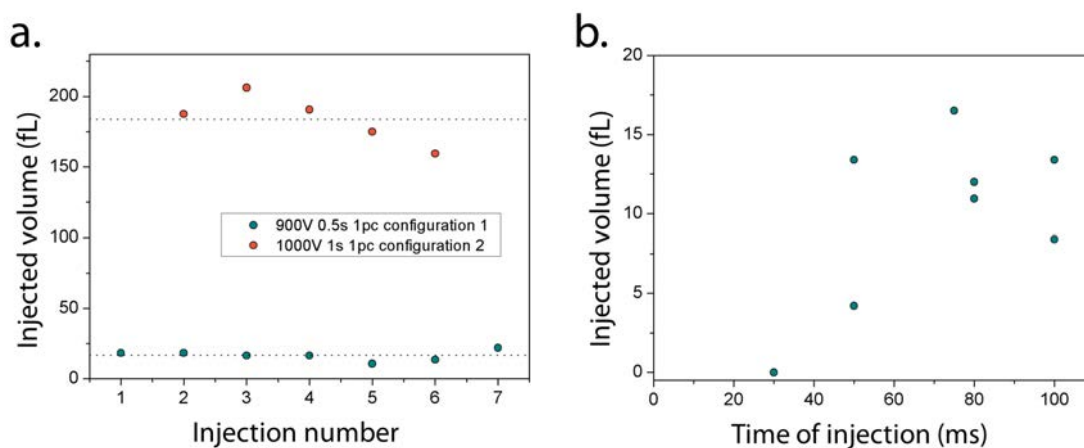 a.
Injected volume (fL)
200
150
100
50
0
900V 0.5s 1pc configuration 1
1000V 1s 1pc configuration 2
1 2 3 4 5 6 7
Injection number
b.
Injected volume (fL)
20
15
10
5
0
0 20 40 60 80 100
Time of injection (ms)